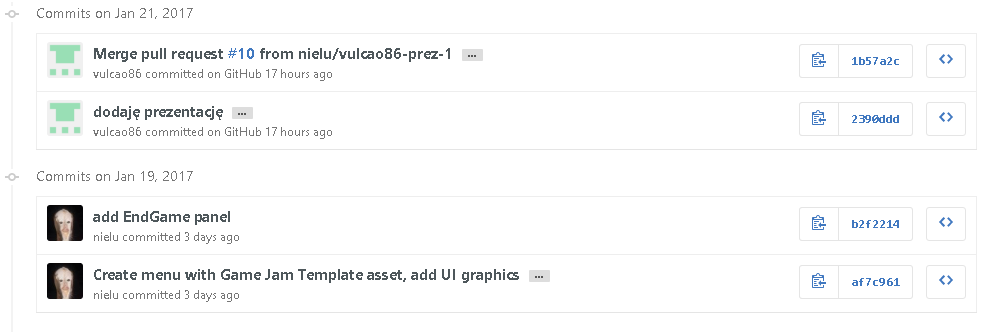 Commits on Jan 21, 2017
Merge pull request #10 from nielu/vulcao86-prez-1 ...
vulcao86 committed on GitHub 17 hours ago
1b57a2c
dodaję prezentację ...
vulcao86 committed on GitHub 17 hours ago
2390ddd
Commits on Jan 19, 2017
add EndGame panel
nielu committed 3 days ago
b2f2214
Create menu with Game Jam Template asset, add UI graphics ...
nielu committed 3 days ago
af7c961